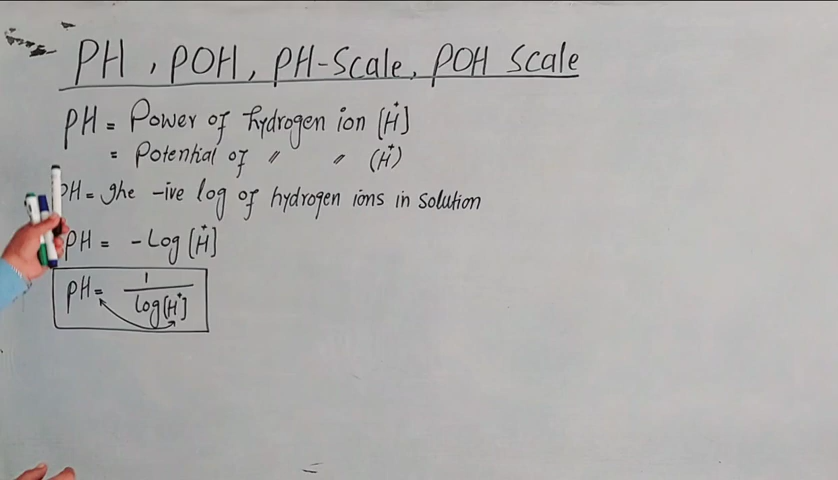 PH, POH, PH-Scale, POH Scale
PH = Power of hydrogen ion [H⁺]
= Potential of 〃 〃 (H⁺)
PH = ghe -ive log of hydrogen ions in solution
PH = -Log [H⁺]
PH = 1/log[H⁺]
=